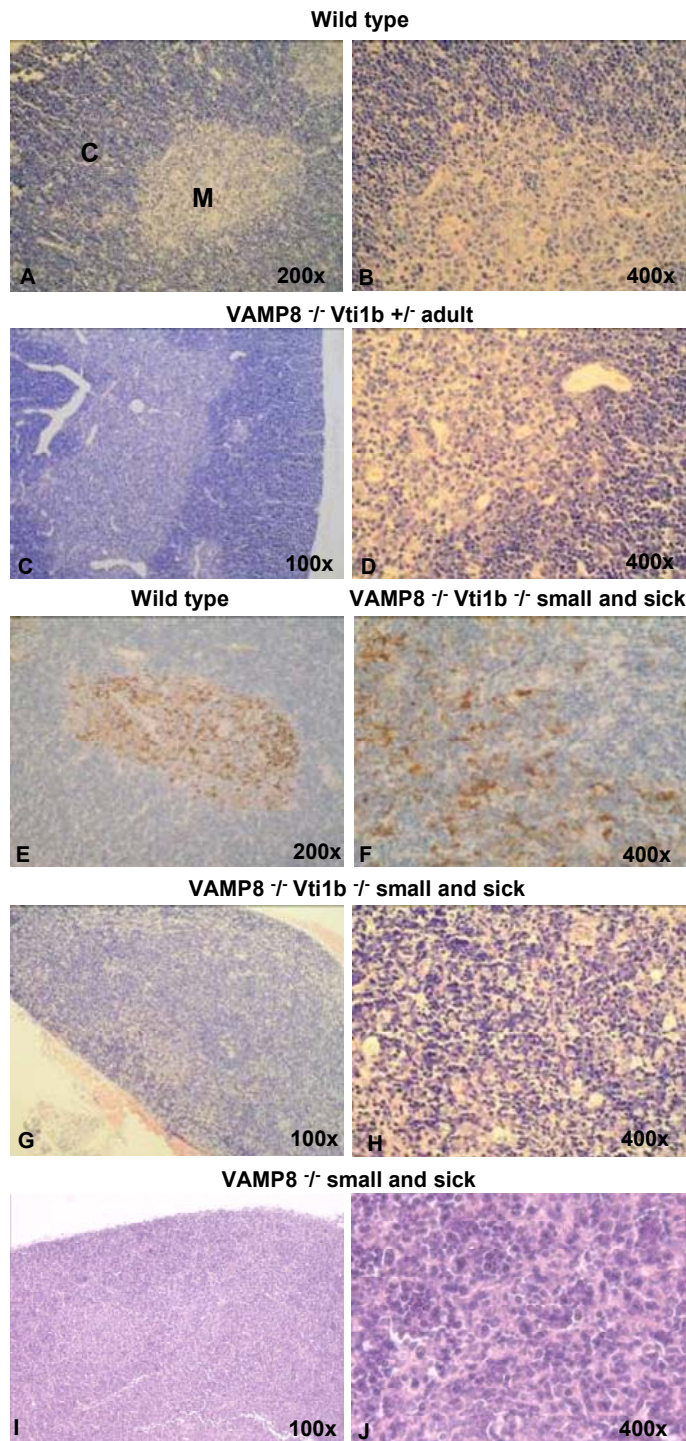 Wild type
C
M
A
200x
B
400x
VAMP8 -/- Vti1b +/- adult
C
100x
D
400x
Wild type
VAMP8 -/- Vti1b -/- small and sick
E
200x
F
400x
VAMP8 -/- Vti1b -/- small and sick
G
100x
H
400x
VAMP8 -/- small and sick
I
100x
J
400x